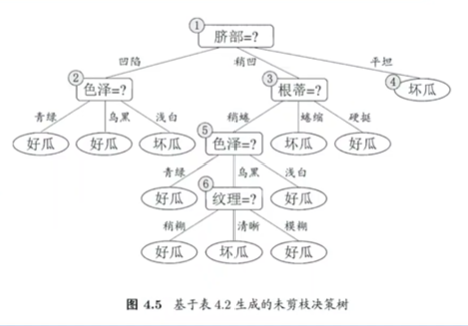 ① 脐部=?
凹陷 稍凹 平坦
② 色泽=? ③ 根蒂=? ④ 坏瓜
青绿 乌黑 浅白 稍蜷 蜷缩 硬挺
好瓜 好瓜 坏瓜 ⑤ 色泽=? 坏瓜 好瓜
青绿 乌黑 浅白
好瓜 ⑥ 纹理=? 好瓜
稍糊 清晰 模糊
好瓜 坏瓜 好瓜
图 4.5 基于表 4.2 生成的未剪枝决策树